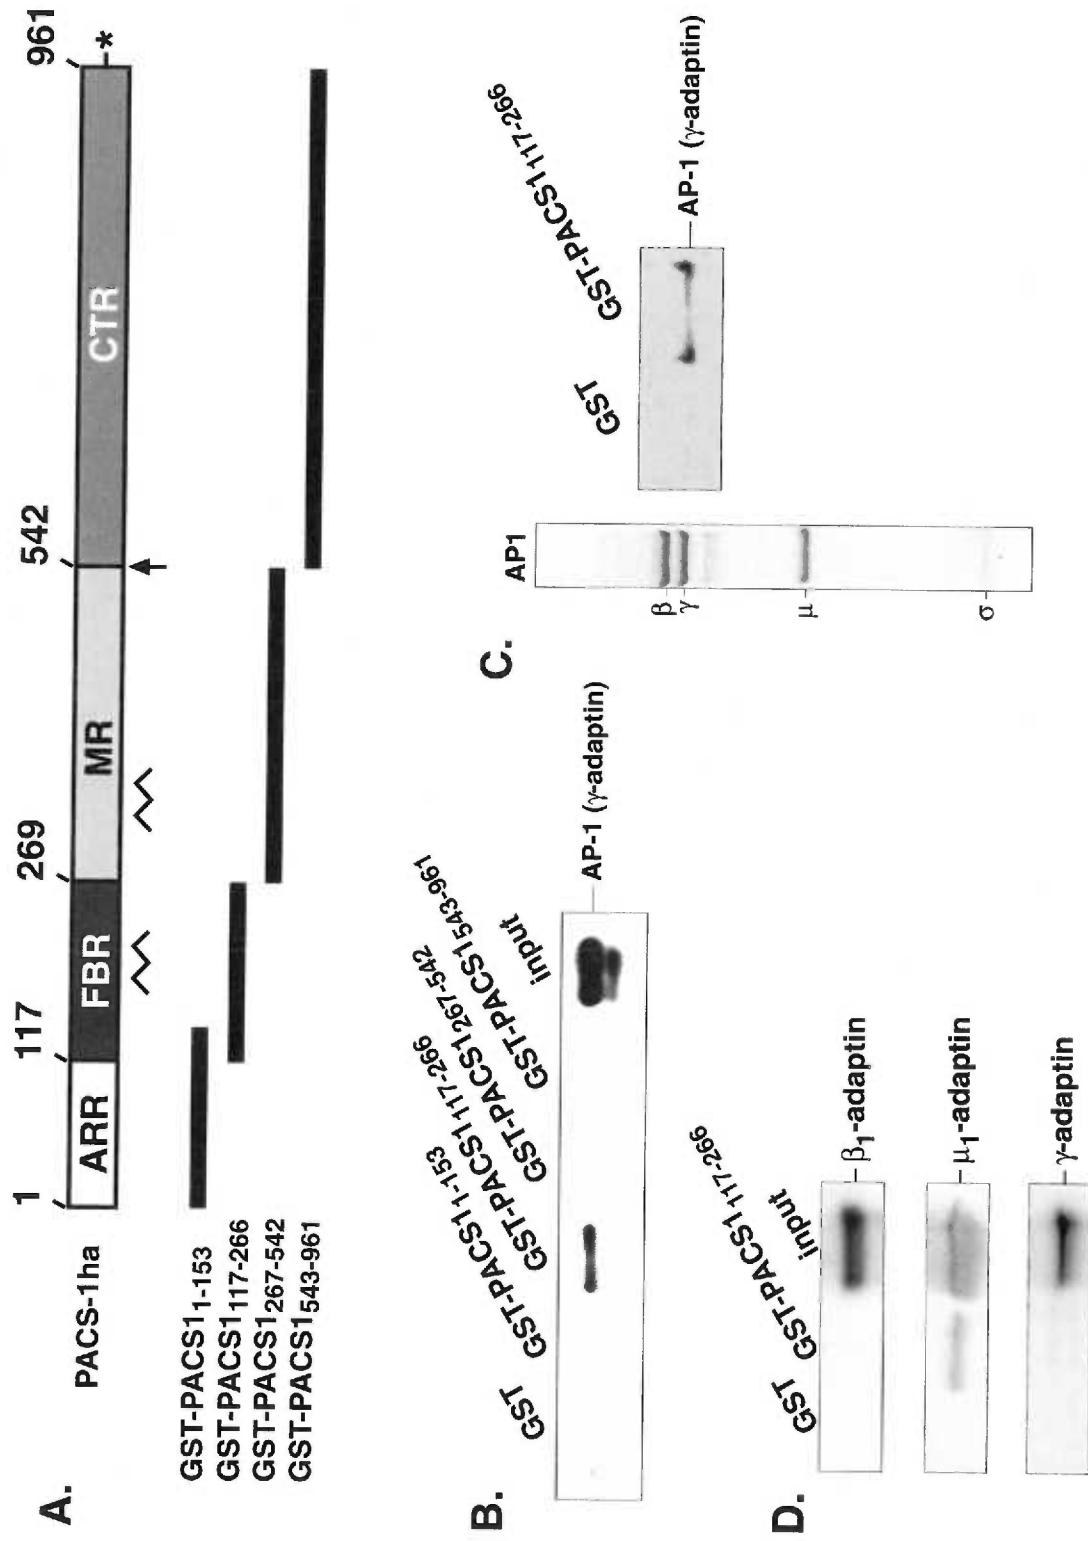 A.
1 117 269 542 961
PACS-1ha ARR FBR MR CTR *
GST-PACS1₁₋₁₅₃
GST-PACS1₁₁₇₋₂₆₆
GST-PACS1₂₆₇₋₅₄₂
GST-PACS1₅₄₃₋₉₆₁
B.
GST GST-PACS1₁₋₁₅₃ GST-PACS1₁₁₇₋₂₆₆ GST-PACS1₂₆₇₋₅₄₂ GST-PACS1₅₄₃₋₉₆₁ input
AP-1 (γ-adaptin)
C.
AP1
β
γ
μ
σ
GST GST-PACS1₁₁₇₋₂₆₆
AP-1 (γ-adaptin)
D.
GST GST-PACS1₁₁₇₋₂₆₆ input
β₁-adaptin
μ₁-adaptin
γ-adaptin